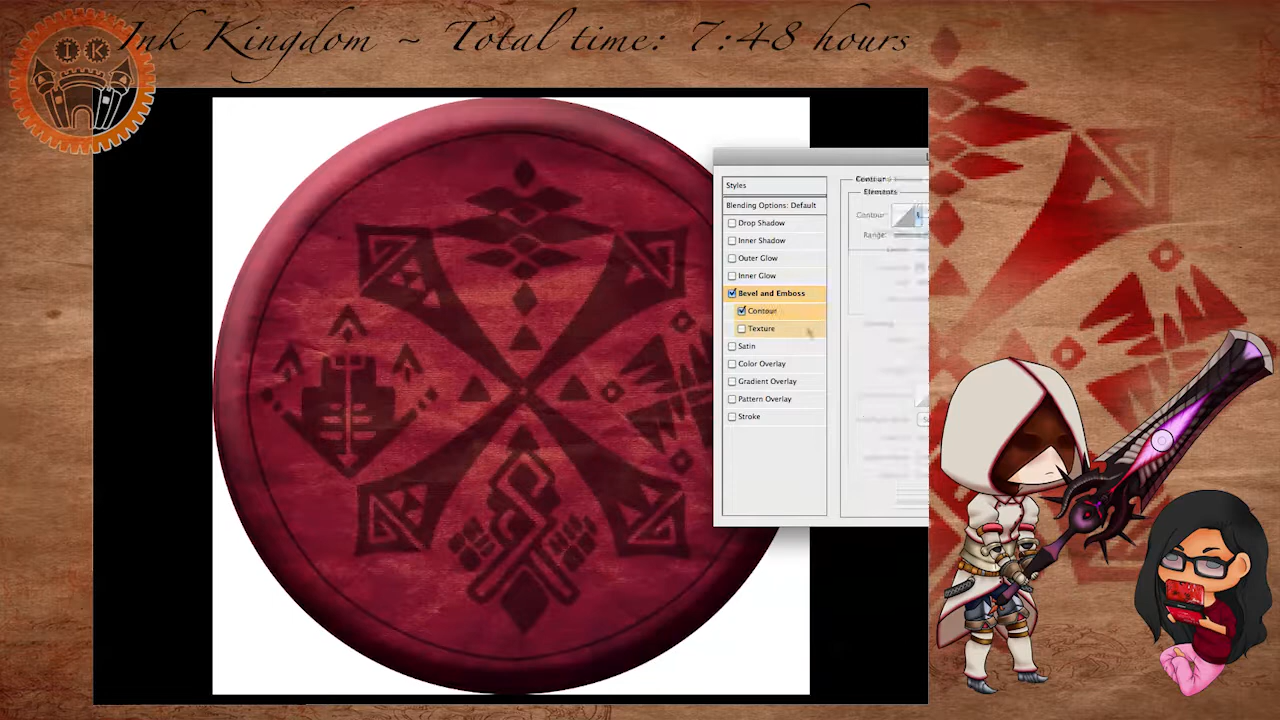 Ink Kingdom ~ Total time: 7:48 hours
I K
Styles
Blending Options: Default
Drop Shadow
Inner Shadow
Outer Glow
Inner Glow
Bevel and Emboss
Contour
Texture
Satin
Color Overlay
Gradient Overlay
Pattern Overlay
Stroke
Contour
Elements
Contour:
Range: